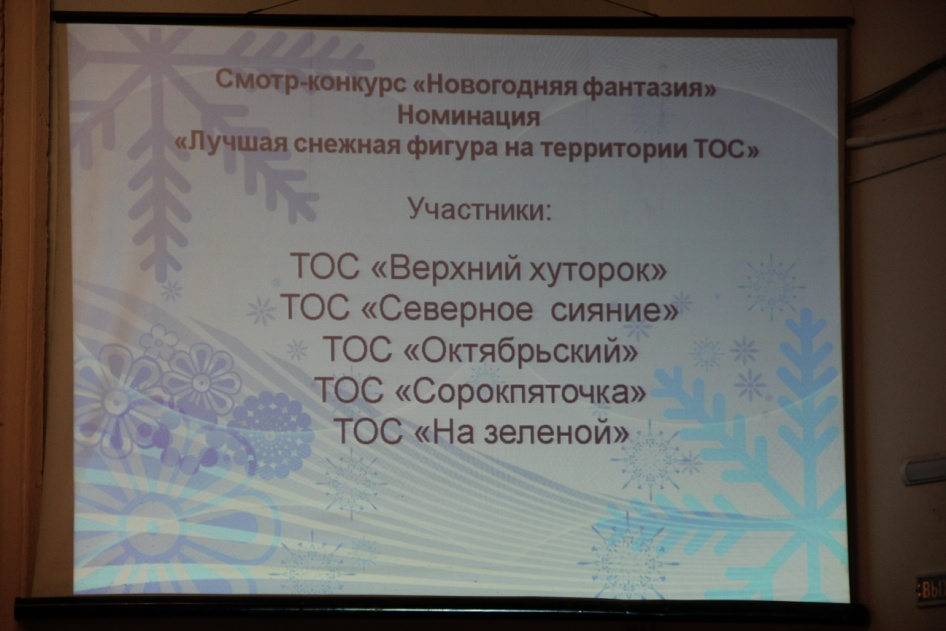 Смотр-конкурс «Новогодняя фантазия»
Номинация
«Лучшая снежная фигура на территории ТОС»
Участники:
ТОС «Верхний хуторок»
ТОС «Северное сияние»
ТОС «Октябрьский»
ТОС «Сорокпяточка»
ТОС «На зеленой»